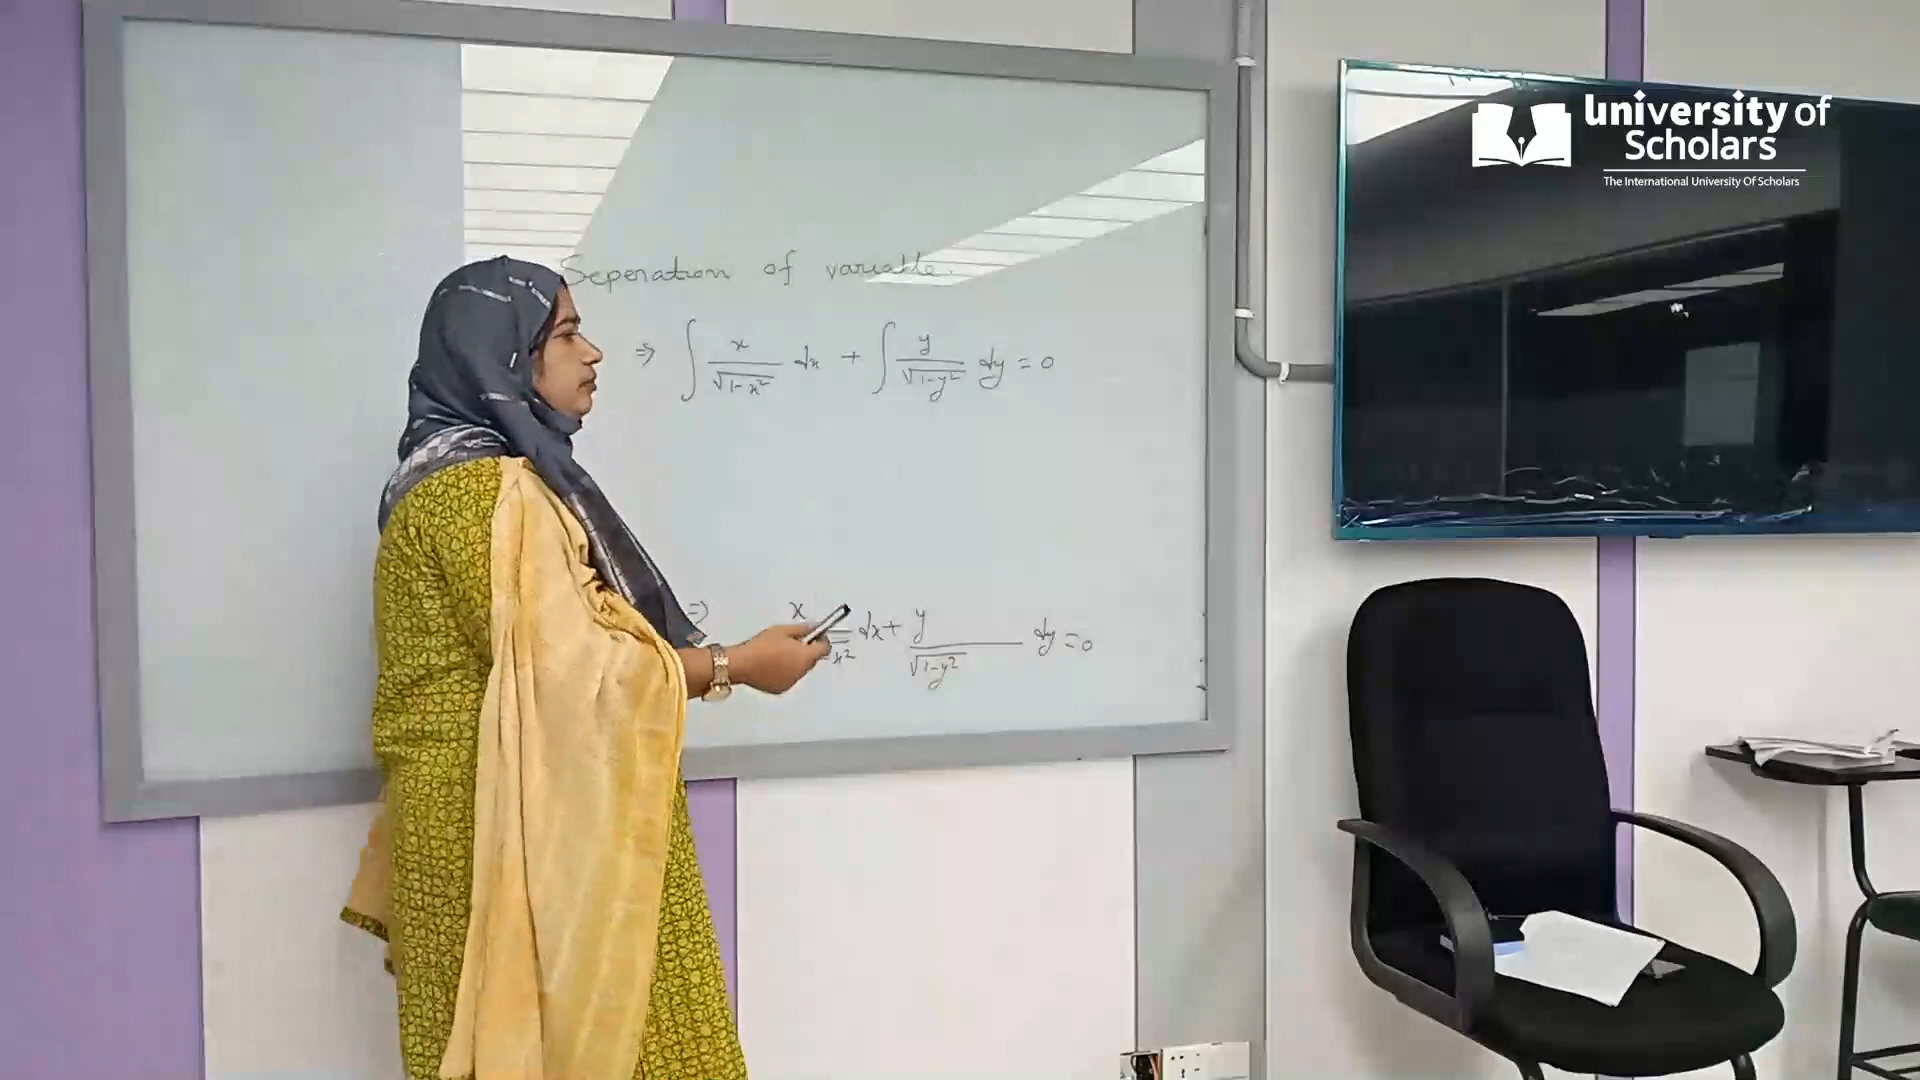 University of
Scholars
The International University Of Scholars
Seperation of variable.
⇒ ∫ x/√1-x² dx + ∫ y/√1-y² dy = 0
⇒ x/x² dx + y/√1-y² dy = 0